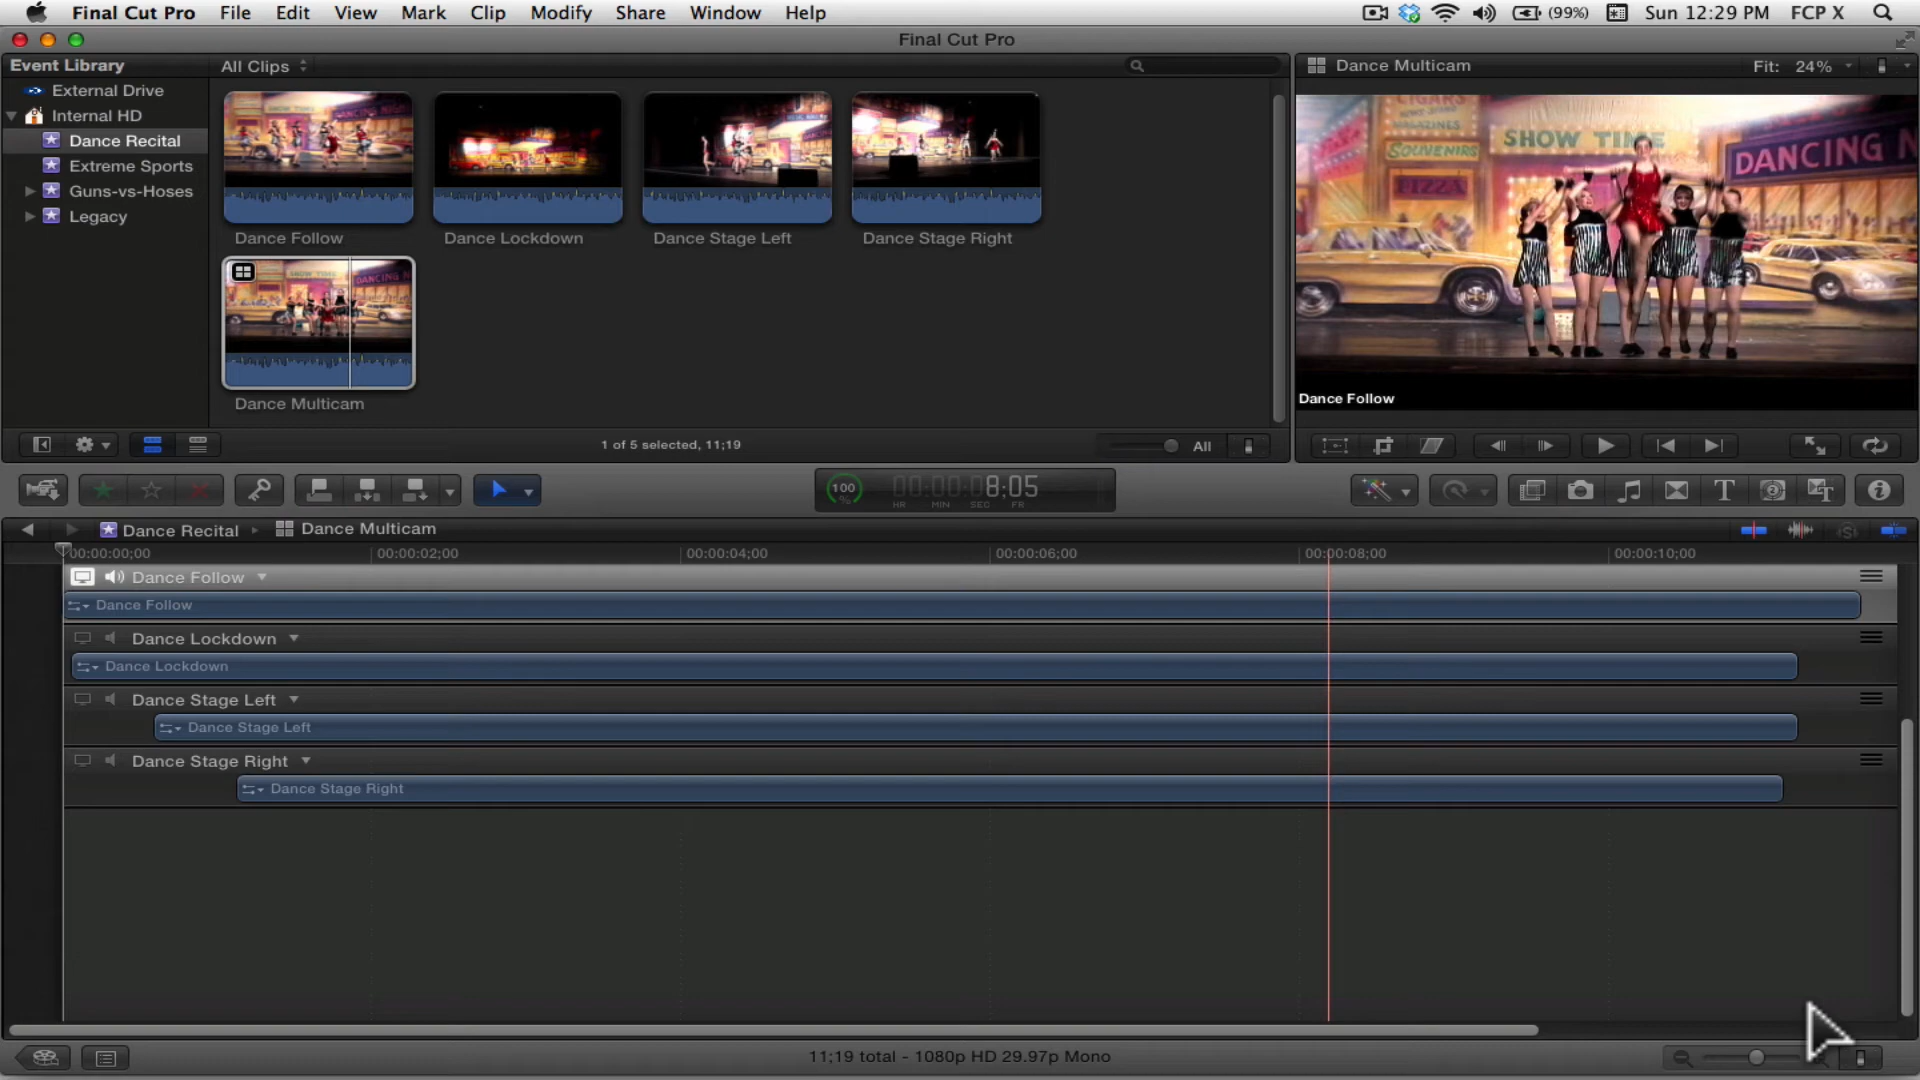 Final Cut Pro File Edit View Mark Clip Modify Share Window Help (99%) Sun 12:29 PM FCP X
Final Cut Pro
Event Library
All Clips
Dance Multicam
Fit: 24%
External Drive
Internal HD
Dance Recital
Extreme Sports
Guns-vs-Hoses
Legacy
Dance Follow
Dance Lockdown
Dance Stage Left
Dance Stage Right
Dance Multicam
CIGARS
MAGAZINES
SOUVENIRS
PIZZA
SHOW TIME
DANCING N
Dance Follow
1 of 5 selected, 11;19
All
100
%
00:00:08;05
HR MIN SEC FR
Dance Recital
Dance Multicam
00:00:00;00
00:00:02;00
00:00:04;00
00:00:06;00
00:00:08;00
00:00:10;00
Dance Follow
Dance Follow
Dance Lockdown
Dance Lockdown
Dance Stage Left
Dance Stage Left
Dance Stage Right
Dance Stage Right
11;19 total - 1080p HD 29.97p Mono